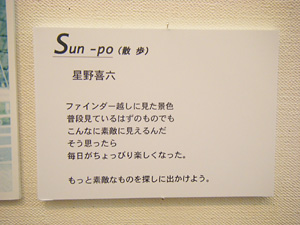 Sun -po（散 歩）
星野喜六
ファインダー越しに見た景色
普段見ているはずのものでも
こんなに素敵に見えるんだ
そう思ったら
毎日がちょっぴり楽しくなった。
もっと素敵なものを探しに出かけよう。